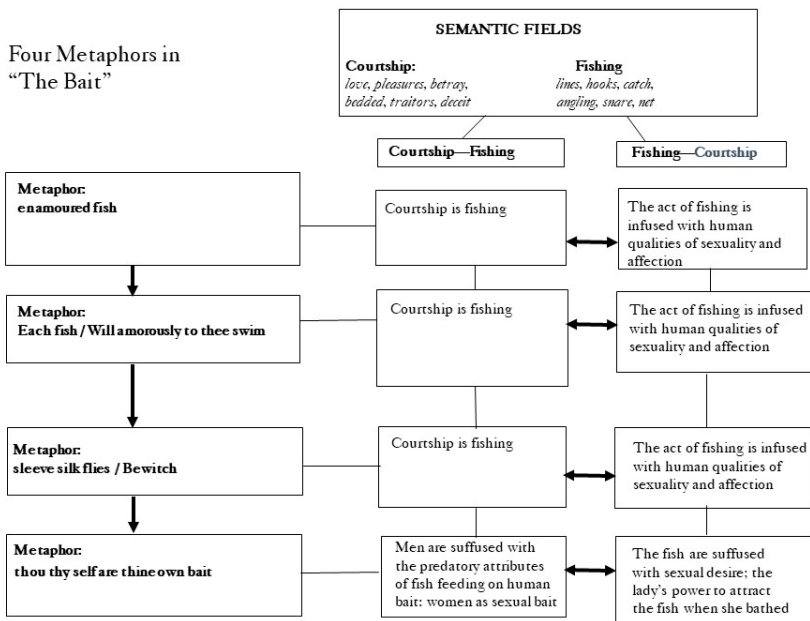 Four Metaphors in
“The Bait”
SEMANTIC FIELDS
Courtship:
love, pleasures, betray,
bedded, traitors, deceit
Fishing
lines, hooks, catch,
angling, snare, net
Courtship—Fishing
Fishing—Courtship
Metaphor:
enamoured fish
Courtship is fishing
The act of fishing is
infused with human
qualities of sexuality and
affection
Metaphor:
Each fish / Will amorously to thee swim
Courtship is fishing
The act of fishing is infused
with human qualities of
sexuality and affection
Metaphor:
sleeve silk flies / Bewitch
Courtship is fishing
The act of fishing is infused
with human qualities of
sexuality and affection
Metaphor:
thou thy self are thine own bait
Men are suffused with
the predatory attributes
of fish feeding on human
bait: women as sexual bait
The fish are suffused
with sexual desire; the
lady’s power to attract
the fish when she bathed